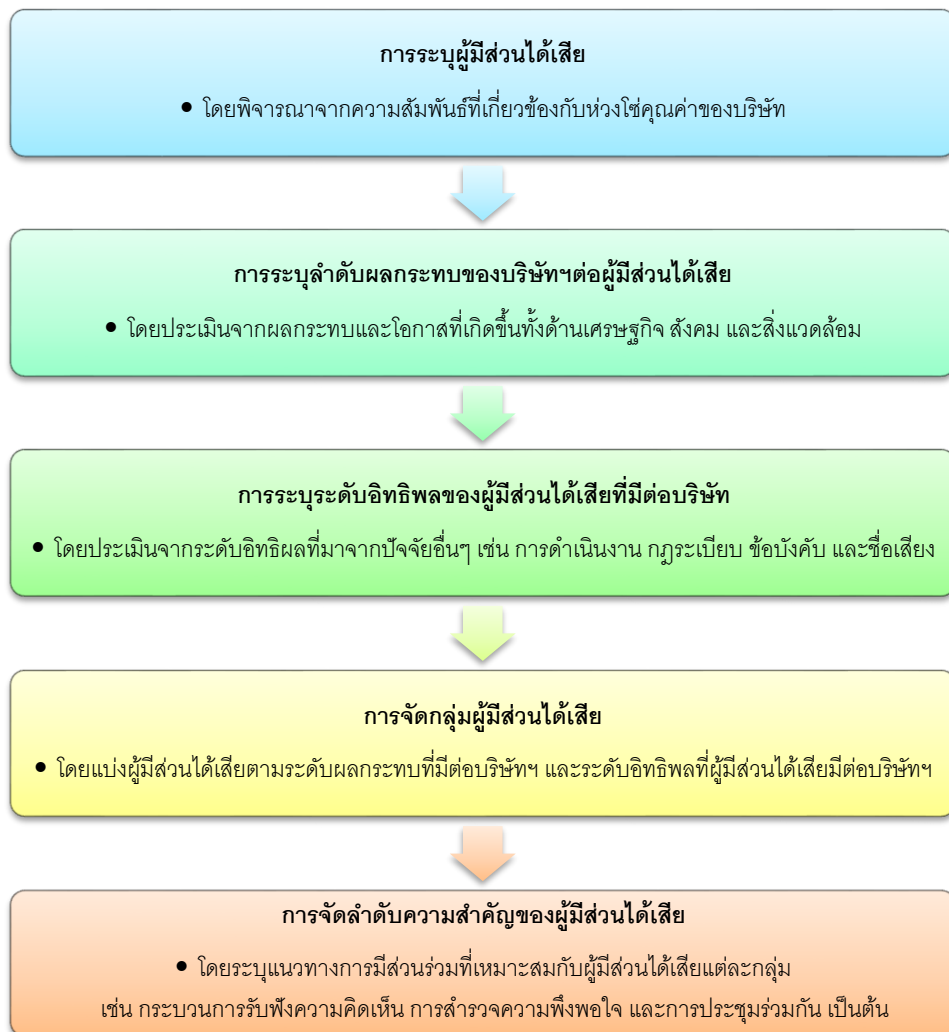 การระบุผู้มีส่วนได้เสีย
• โดยพิจารณาจากความสัมพันธ์ที่เกี่ยวข้องกับห่วงโซ่คุณค่าของบริษัท
การระบุลำดับผลกระทบของบริษัทฯต่อผู้มีส่วนได้เสีย
• โดยประเมินจากผลกระทบและโอกาสที่เกิดขึ้นทั้งด้านเศรษฐกิจ สังคม และสิ่งแวดล้อม
การระบุระดับอิทธิพลของผู้มีส่วนได้เสียที่มีต่อบริษัท
• โดยประเมินจากระดับอิทธิผลที่มาจากปัจจัยอื่นๆ เช่น การดำเนินงาน กฎระเบียบ ข้อบังคับ และชื่อเสียง
การจัดกลุ่มผู้มีส่วนได้เสีย
• โดยแบ่งผู้มีส่วนได้เสียตามระดับผลกระทบที่มีต่อบริษัทฯ และระดับอิทธิพลที่ผู้มีส่วนได้เสียมีต่อบริษัทฯ
การจัดลำดับความสำคัญของผู้มีส่วนได้เสีย
• โดยระบุแนวทางการมีส่วนร่วมที่เหมาะสมกับผู้มีส่วนได้เสียแต่ละกลุ่ม
เช่น กระบวนการรับฟังความคิดเห็น การสำรวจความพึงพอใจ และการประชุมร่วมกัน เป็นต้น